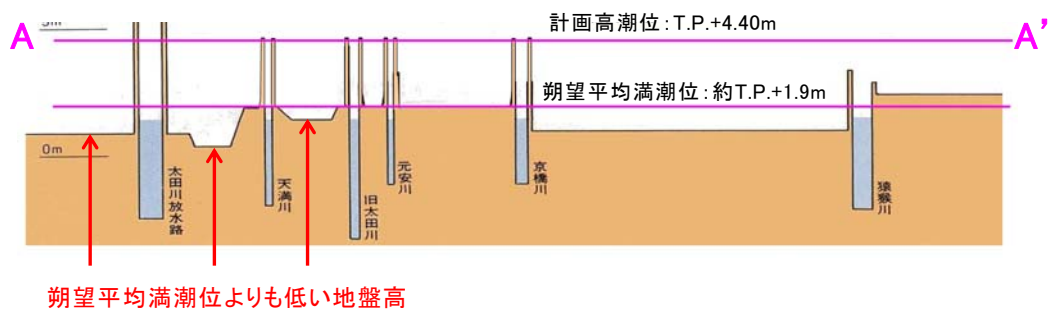 計画高潮位:T.P.+4.40m
A
A’
朔望平均満潮位:約T.P.+1.9m
0m
太田川放水路
天満川
旧太田川
元安川
京橋川
猿猴川
朔望平均満潮位よりも低い地盤高